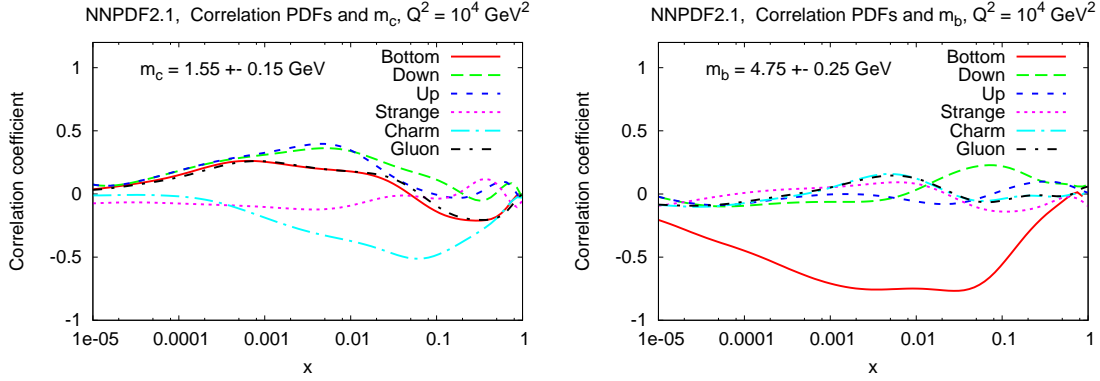 NNPDF2.1, Correlation PDFs and m_c, Q^2 = 10^4 GeV^2
m_c = 1.55 +- 0.15 GeV
Bottom
Down
Up
Strange
Charm
Gluon
Correlation coefficient
1
0.5
0
-0.5
-1
1e-05 0.0001 0.001 0.01 0.1 1
x
NNPDF2.1, Correlation PDFs and m_b, Q^2 = 10^4 GeV^2
m_b = 4.75 +- 0.25 GeV
Bottom
Down
Up
Strange
Charm
Gluon
Correlation coefficient
1
0.5
0
-0.5
-1
1e-05 0.0001 0.001 0.01 0.1 1
x